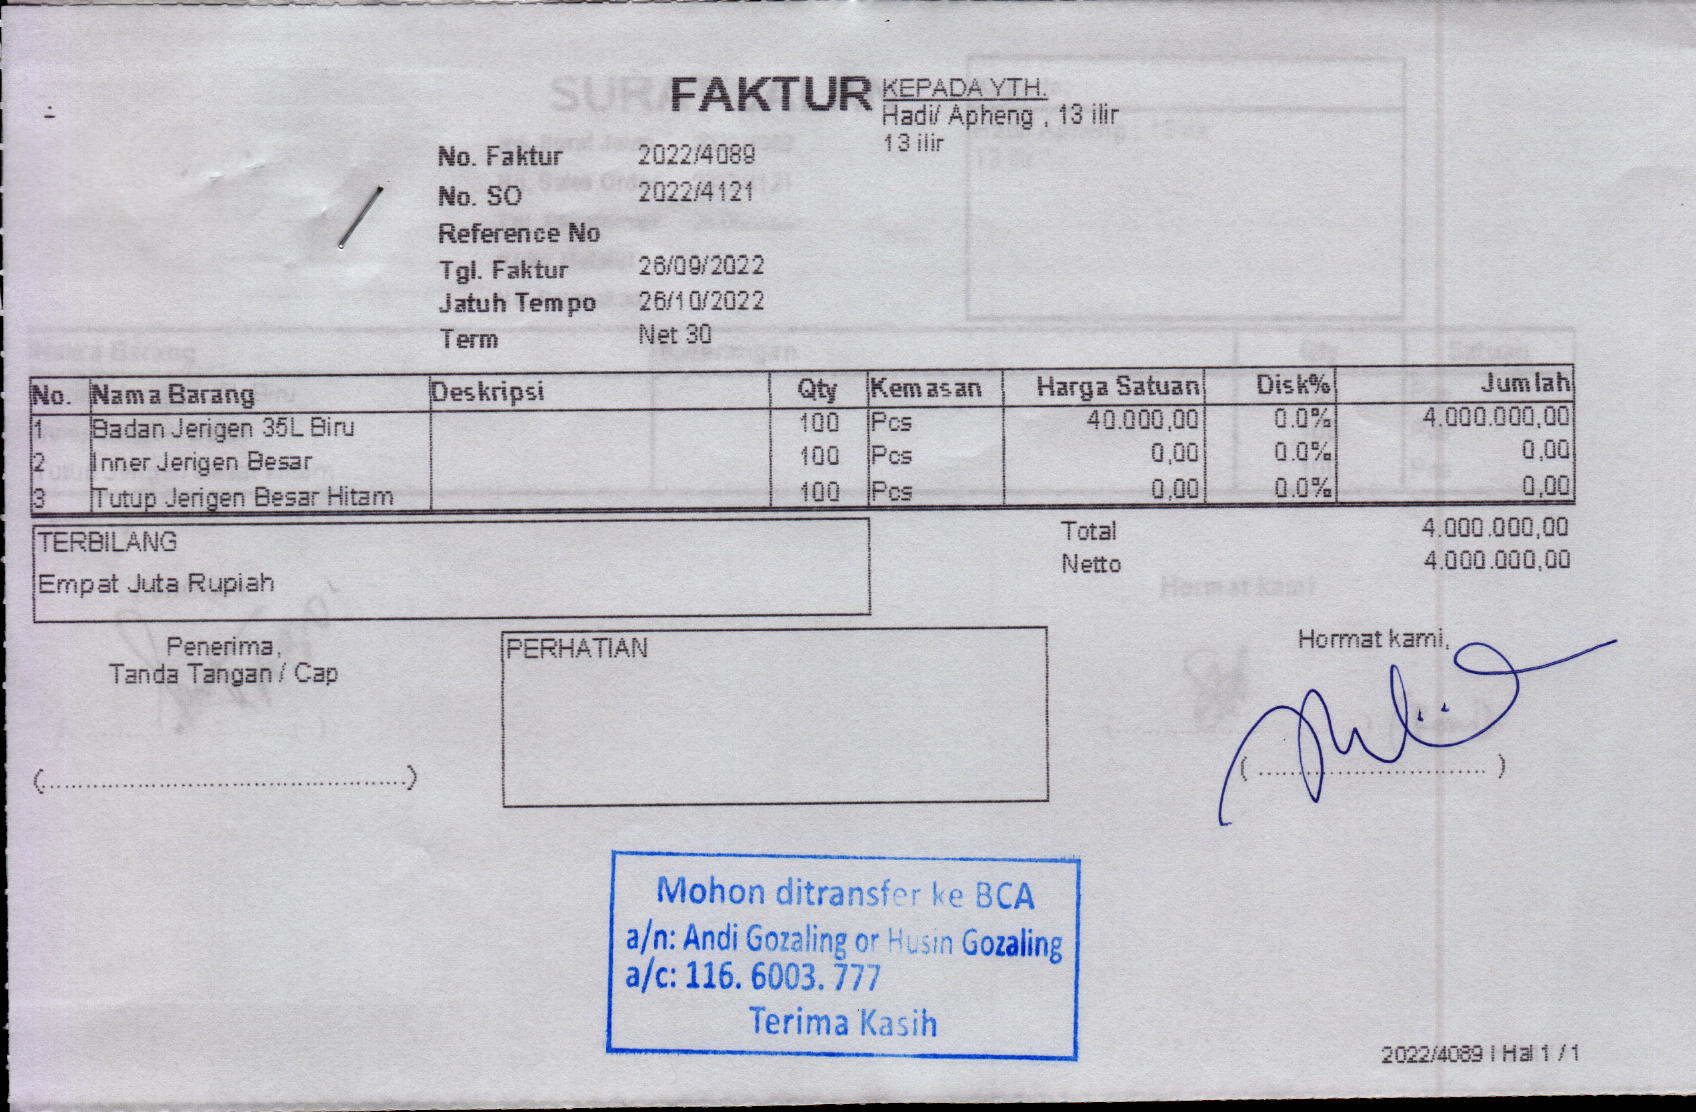 FAKTUR
KEPADA YTH.
Hadi/ Apheng , 13 ilir
13 ilir
No. Faktur 2022/4089
No. SO 2022/4121
Reference No
Tgl. Faktur 26/09/2022
Jatuh Tempo 26/10/2022
Term Net 30
No. Nama Barang Deskripsi Qty Kemasan Harga Satuan Disk% Jumlah
1 Badan Jerigen 35L Biru 100 Pcs 40.000,00 0.0% 4.000.000,00
2 Inner Jerigen Besar 100 Pcs 0,00 0.0% 0,00
3 Tutup Jerigen Besar Hitam 100 Pcs 0,00 0.0% 0,00
TERBILANG
Empat Juta Rupiah
Total 4.000.000,00
Netto 4.000.000,00
Penerima,
Tanda Tangan / Cap
(..............................................)
PERHATIAN
Hormat kami,
(..............................)
Mohon ditransfer ke BCA
a/n: Andi Gozaling or Husin Gozaling
a/c: 116. 6003. 777
Terima Kasih
2022/4089 | Hal 1 / 1